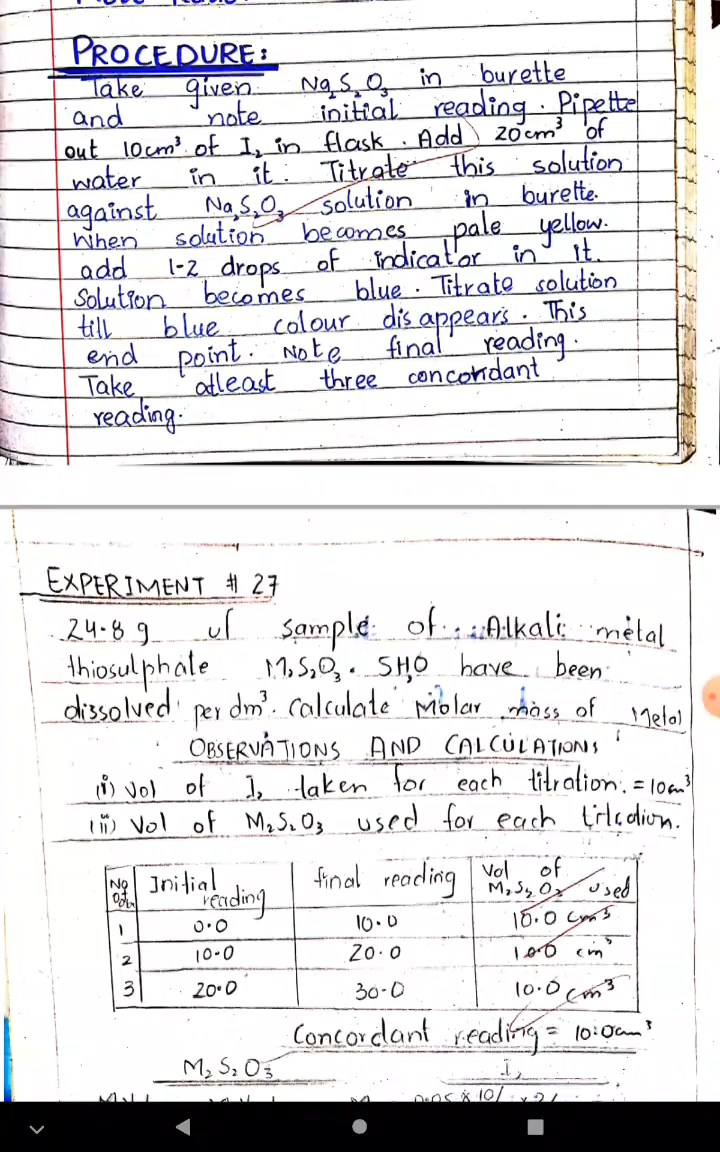 PROCEDURE:
Take given Na₂S₂O₃ in burette
and note initial reading. Pipette
out 10cm³ of I₂ in flask. Add 20cm³ of
water in it. Titrate this solution
against Na₂S₂O₃ solution in burette.
When solution becomes pale yellow.
add 1-2 drops of indicator in it.
Solution becomes blue. Titrate solution
till blue colour disappears. This
end point. Note final reading.
Take atleast three concordant
reading.
EXPERIMENT # 27
24.8 g of sample of Alkali metal
thiosulphate M₂S₂O₃. 5H₂O have been
dissolved per dm³. Calculate Molar mass of Metal
OBSERVATIONS AND CALCULATIONS
(i) Vol of I₂ taken for each titration. = 10cm³
(ii) Vol of M₂S₂O₃ used for each titration.
No of Obs Initial reading final reading Vol of M₂S₂O₃ used
1 0.0 10.0 10.0 cm³
2 10.0 20.0 10.0 cm³
3 20.0 30.0 10.0 cm³
Concordant reading = 10.0cm³
M₂S₂O₃ I₂